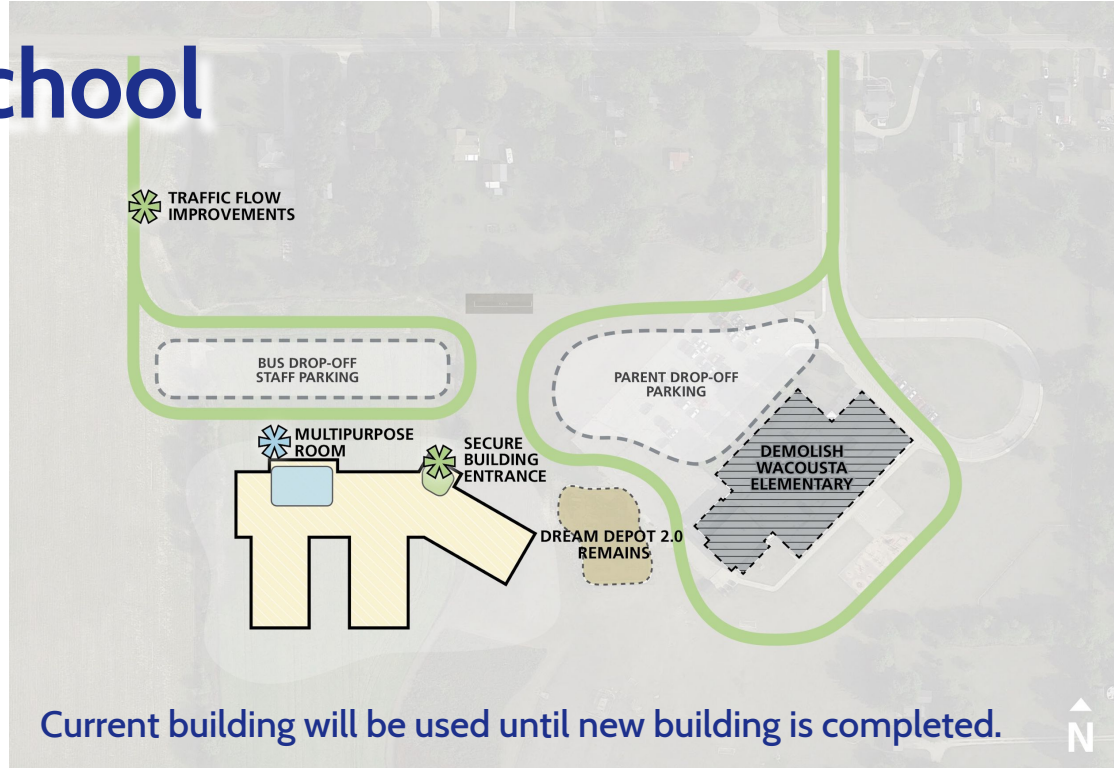 chool
TRAFFIC FLOW
IMPROVEMENTS
BUS DROP-OFF
STAFF PARKING
PARENT DROP-OFF
PARKING
MULTIPURPOSE
ROOM
SECURE
BUILDING
ENTRANCE
DEMOLISH
WACOUSTA
ELEMENTARY
DREAM DEPOT 2.0
REMAINS
Current building will be used until new building is completed.
N